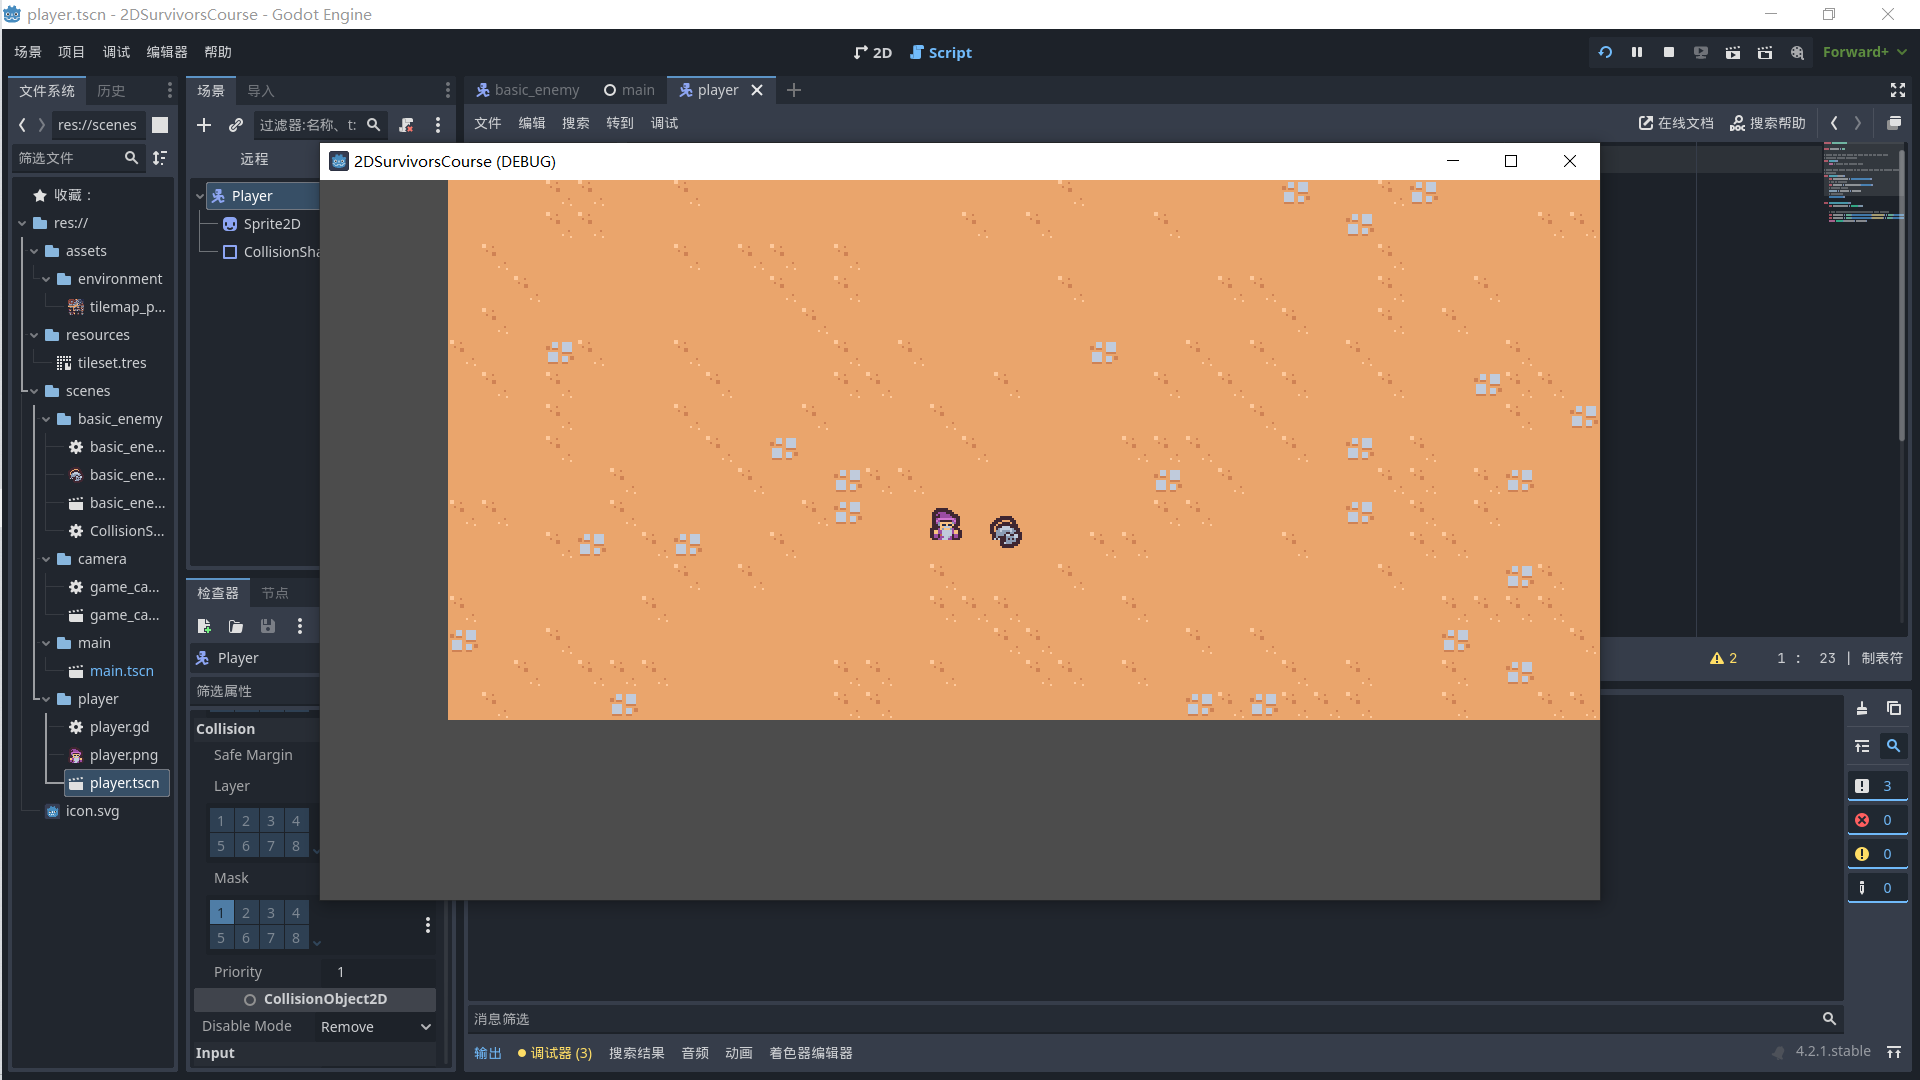 player.tscn - 2DSurvivorsCourse - Godot Engine
场景 项目 调试 编辑器 帮助
2D Script
Forward+
文件系统 历史
场景 导入
basic_enemy main player
res://scenes
过滤器:名称、t:
文件 编辑 搜索 转到 调试
在线文档 搜索帮助
筛选文件
远程
2DSurvivorsCourse (DEBUG)
收藏：
res://
assets
environment
tilemap_p...
resources
tileset.tres
scenes
basic_enemy
basic_ene...
basic_ene...
basic_ene...
CollisionS...
camera
game_ca...
game_ca...
main
main.tscn
player
player.gd
player.png
player.tscn
icon.svg
Player
Sprite2D
CollisionSha
检查器 节点
Player
筛选属性
Collision
Safe Margin
Layer
1 2 3 4
5 6 7 8
Mask
1 2 3 4
5 6 7 8
Priority 1
CollisionObject2D
Disable Mode Remove
Input
2 1 : 23 | 制表符
3
0
0
0
消息筛选
输出 调试器 (3) 搜索结果 音频 动画 着色器编辑器
4.2.1.stable